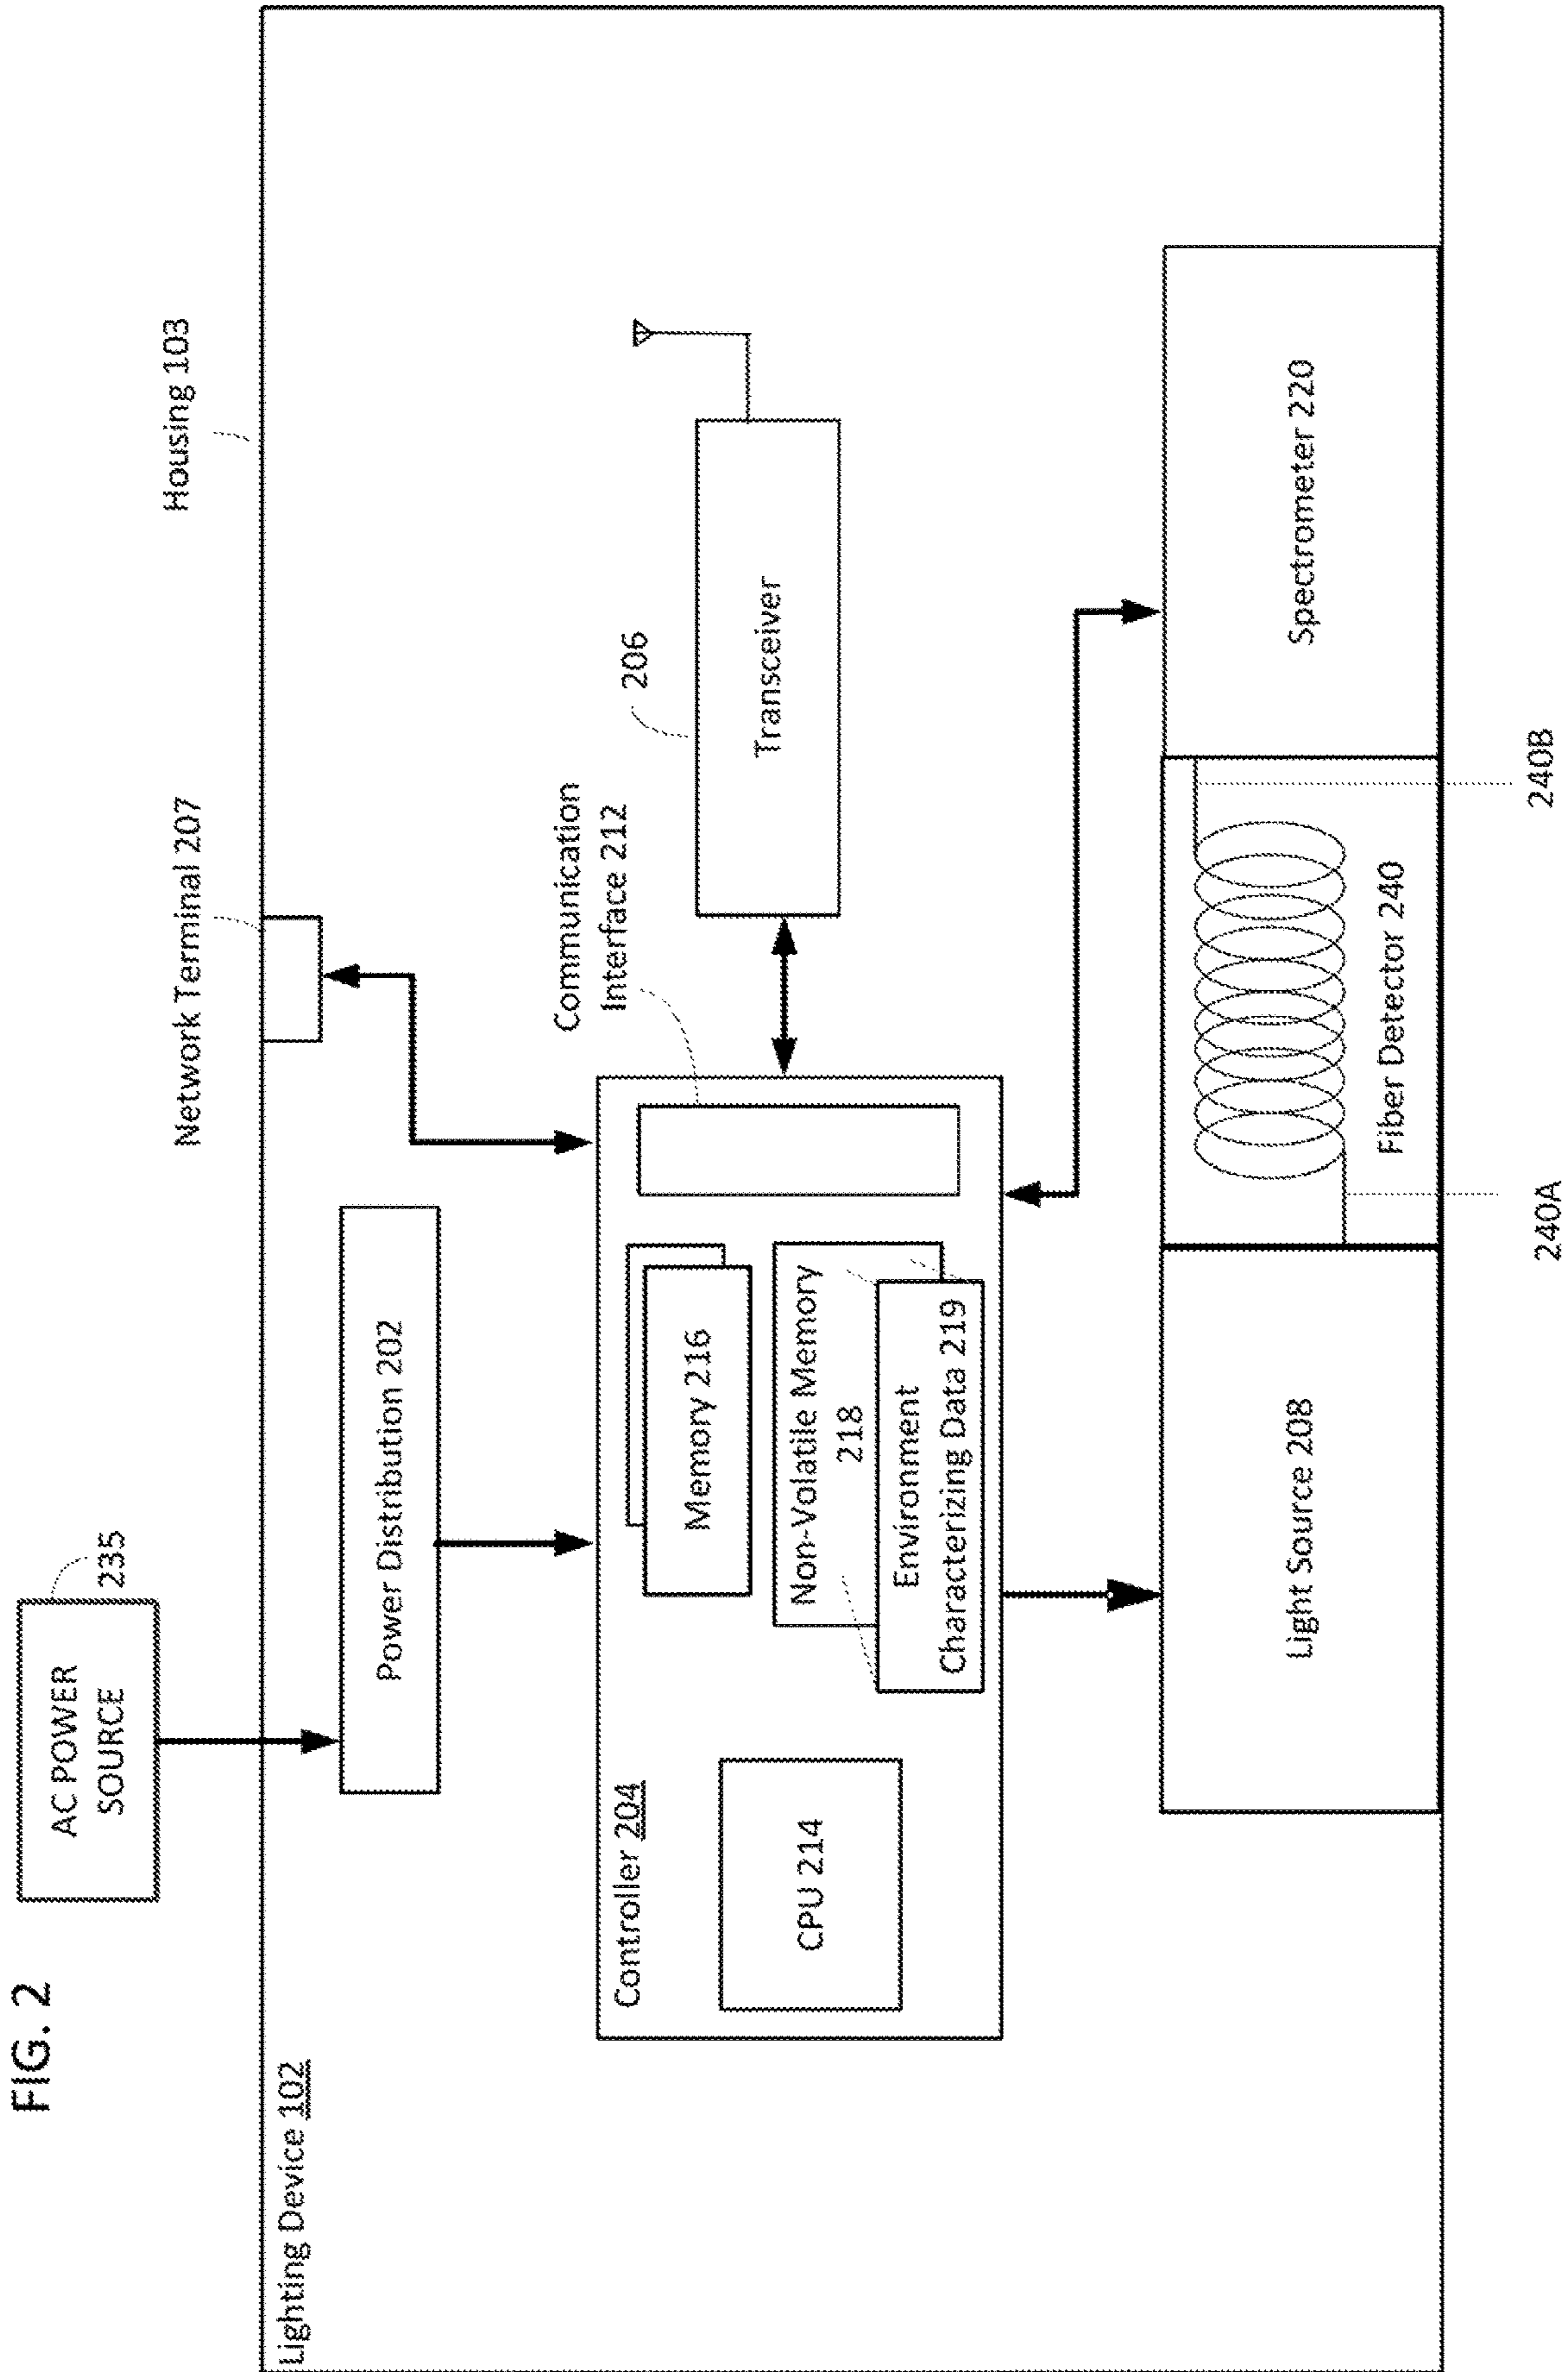 FIG. 2
AC POWER
SOURCE
235
Lighting Device 102
Housing 103
Network Terminal 207
Power Distribution 202
Controller 204
CPU 214
Memory 216
Non-Volatile Memory
218
Environment
Characterizing Data 219
Communication
Interface 212
206
Transceiver
Light Source 208
Fiber Detector 240
Spectrometer 220
240A
240B